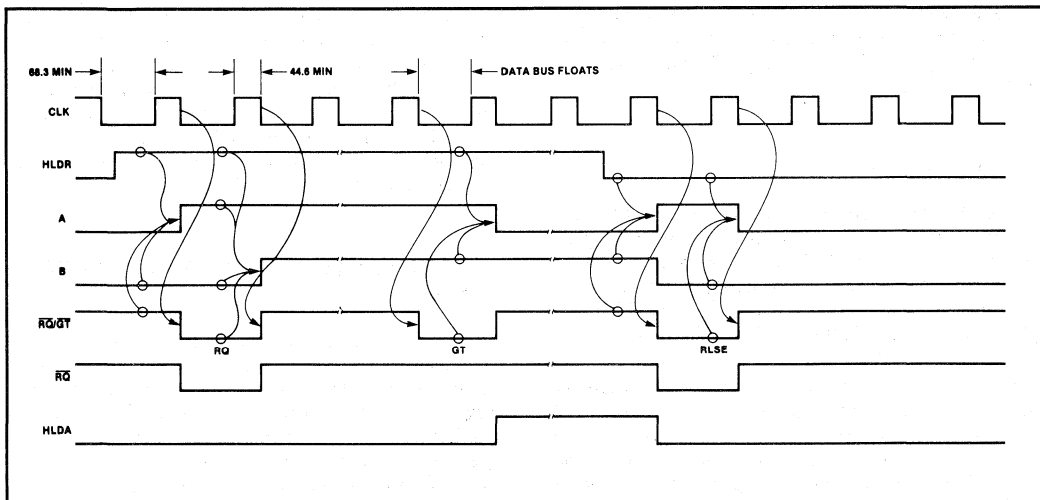 68.3 MIN
44.6 MIN
DATA BUS FLOATS
CLK
HLDR
A
B
RQ/GT
RQ
GT
RLSE
RQ
HLDA